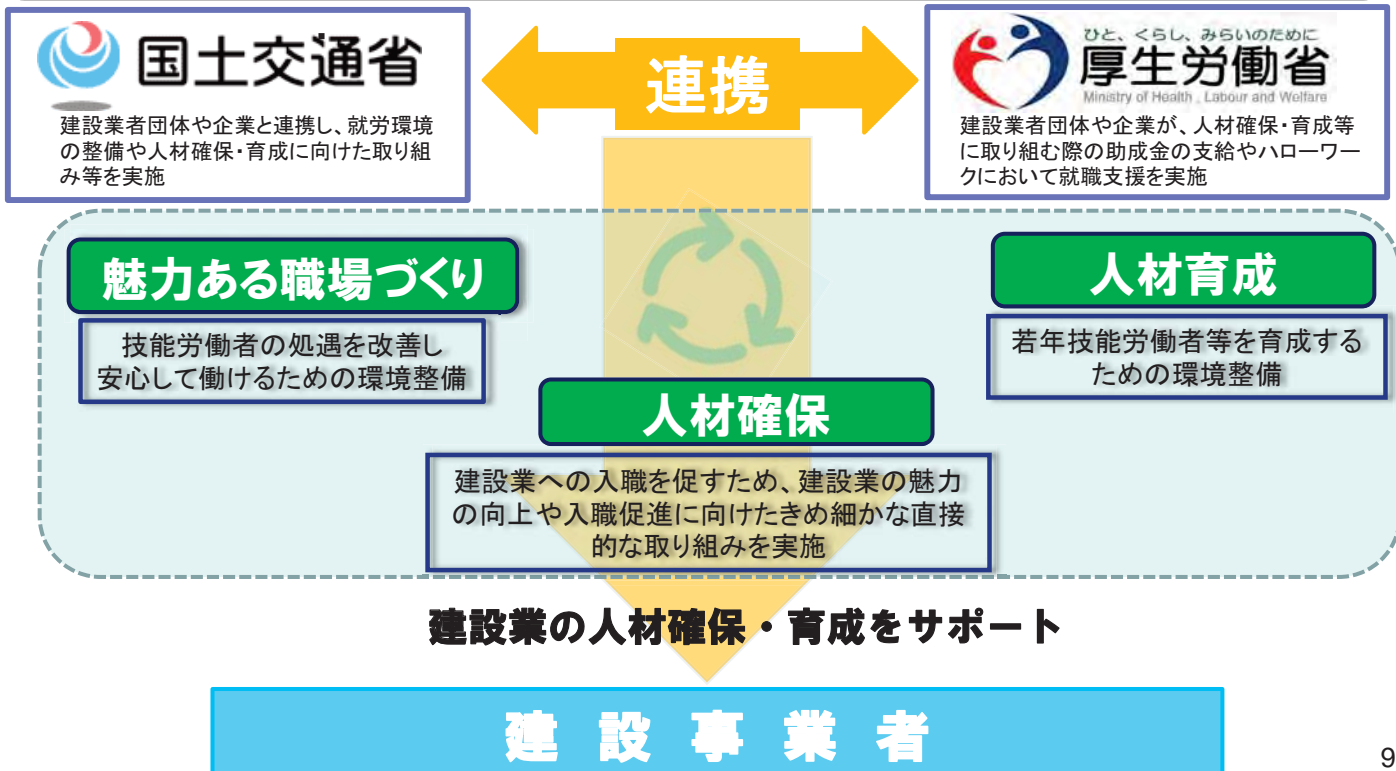 国土交通省
建設業者団体や企業と連携し、就労環境
の整備や人材確保・育成に向けた取り組
み等を実施
連携
ひと、くらし、みらいのために
厚生労働省
Ministry of Health, Labour and Welfare
建設業者団体や企業が、人材確保・育成等
に取り組む際の助成金の支給やハローワー
クにおいて就職支援を実施
魅力ある職場づくり
技能労働者の処遇を改善し
安心して働けるための環境整備
人材育成
若年技能労働者等を育成する
ための環境整備
人材確保
建設業への入職を促すため、建設業の魅力
の向上や入職促進に向けたきめ細かな直接
的な取り組みを実施
建設業の人材確保・育成をサポート
建設事業者
9